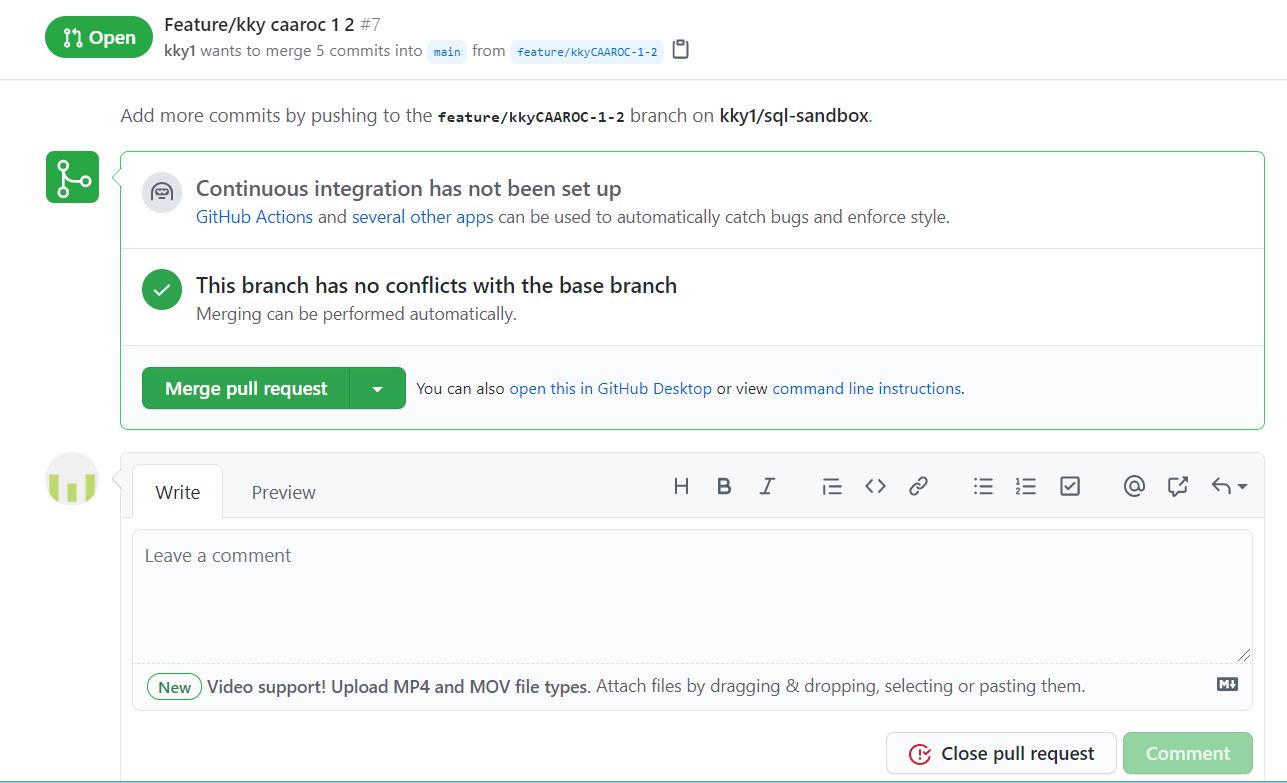 Open
Feature/kky caaroc 1 2 #7
kky1 wants to merge 5 commits into main from feature/kkyCAAROC-1-2
Add more commits by pushing to the feature/kkyCAAROC-1-2 branch on kky1/sql-sandbox.
Continuous integration has not been set up
GitHub Actions and several other apps can be used to automatically catch bugs and enforce style.
This branch has no conflicts with the base branch
Merging can be performed automatically.
Merge pull request
You can also open this in GitHub Desktop or view command line instructions.
Write Preview
Leave a comment
New Video support! Upload MP4 and MOV file types. Attach files by dragging & dropping, selecting or pasting them.
Close pull request Comment